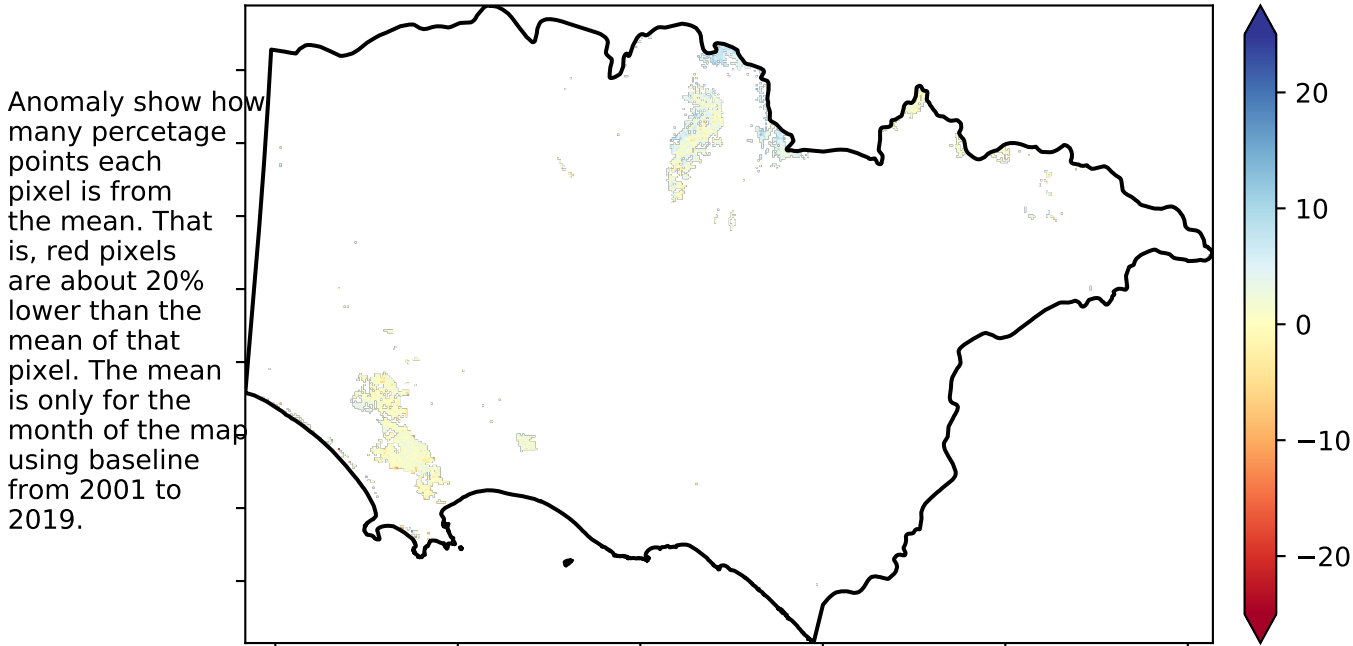 Anomaly show how
many percetage
points each
pixel is from
the mean. That
is, red pixels
are about 20%
lower than the
mean of that
pixel. The mean
is only for the
month of the map
using baseline
from 2001 to
2019.
20
10
0
−10
−20